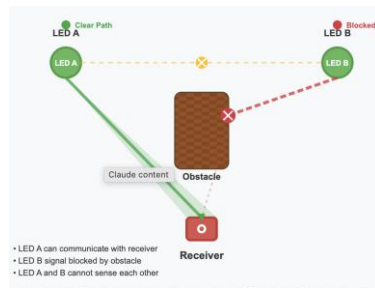 Clear Path
Blocked
LED A
LED B
LED A
LED B
Claude content
Obstacle
Receiver
• LED A can communicate with receiver
• LED B signal blocked by obstacle
• LED A and B cannot sense each other